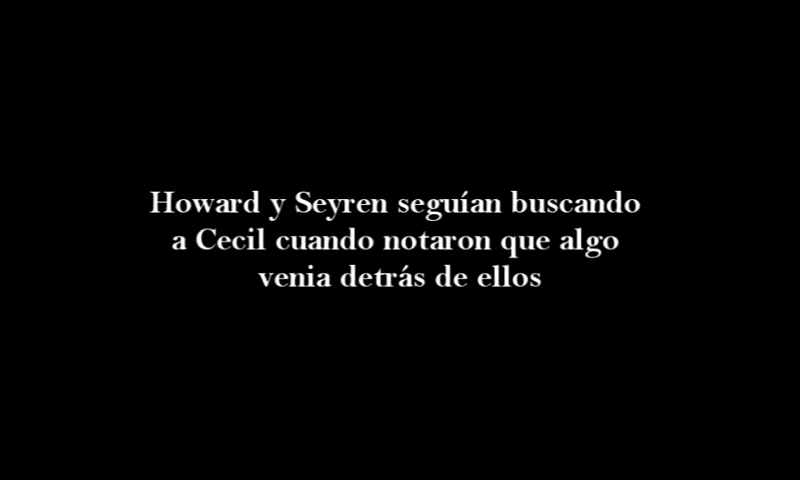 Howard y Seyren seguían buscando
a Cecil cuando notaron que algo
venia detrás de ellos